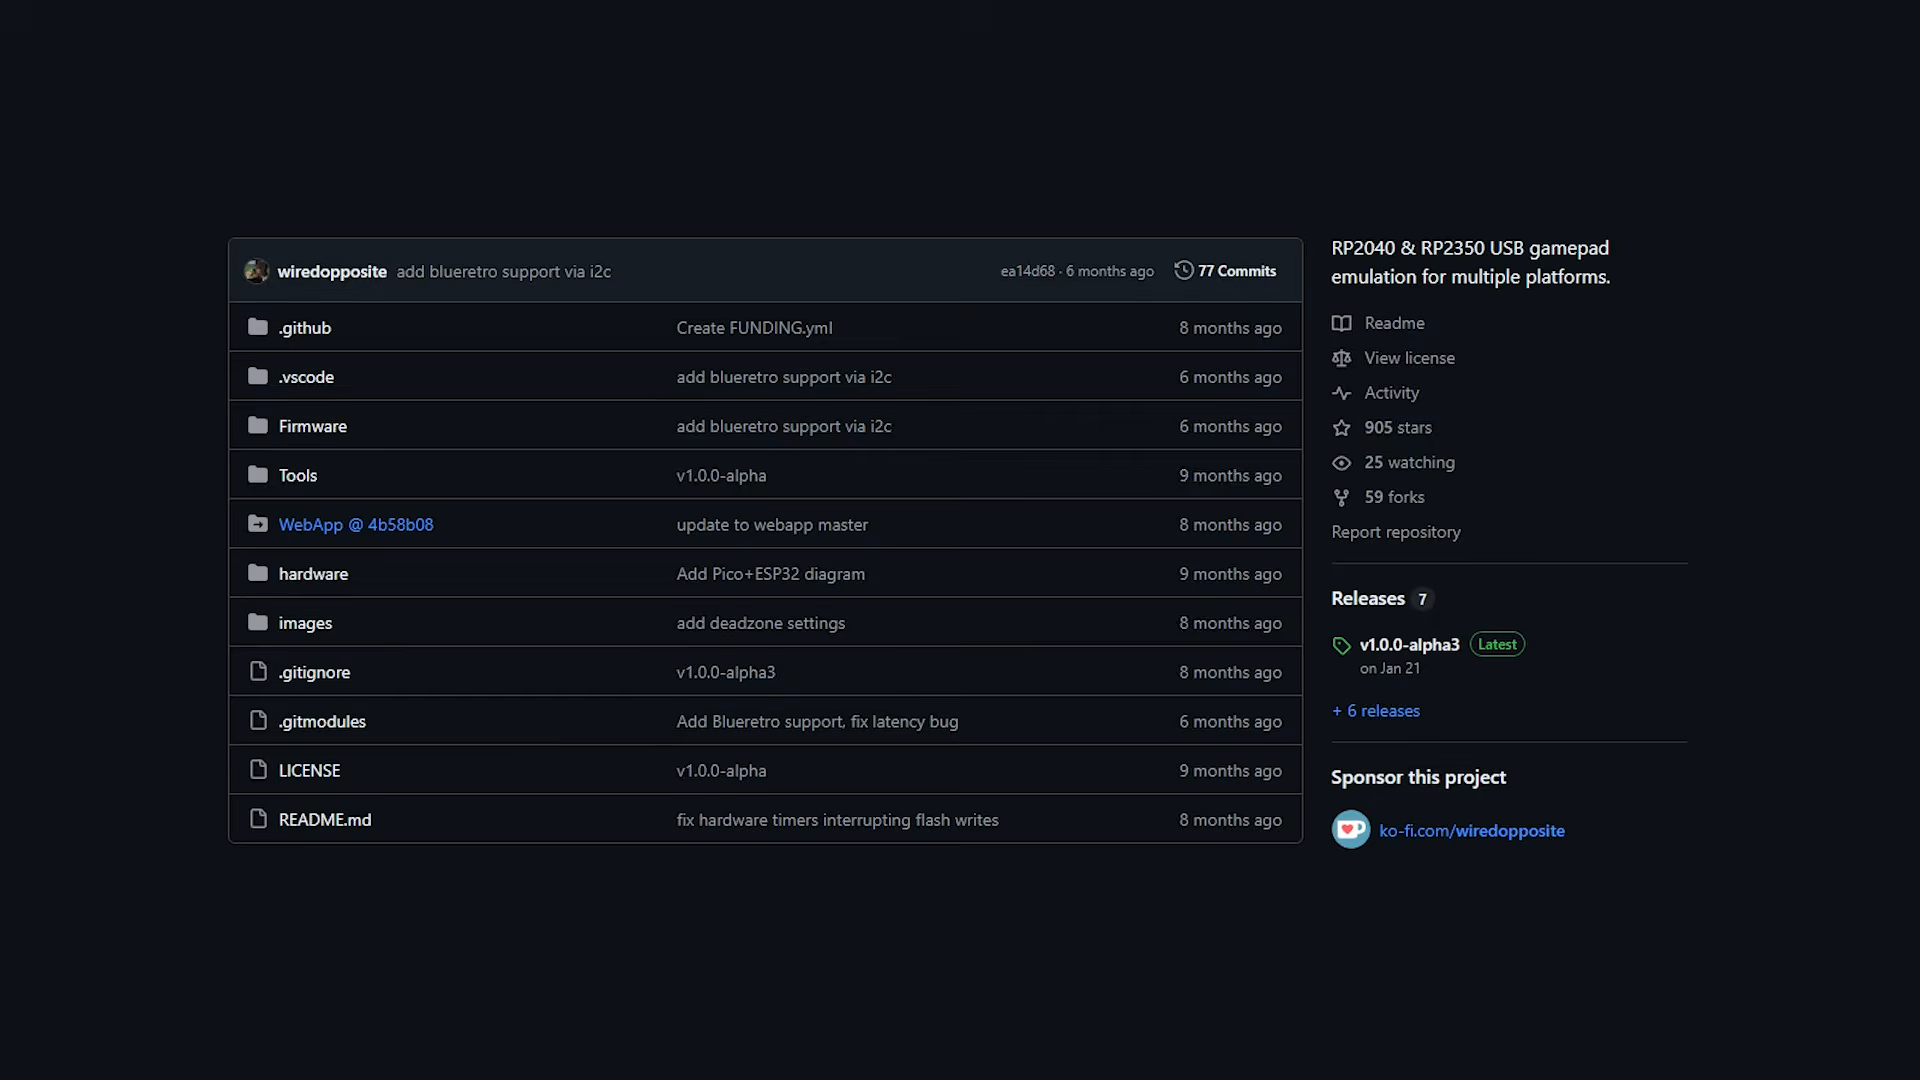 wiredopposite add blueretro support via i2c ea14d68 · 6 months ago 77 Commits
.github Create FUNDING.yml 8 months ago
.vscode add blueretro support via i2c 6 months ago
Firmware add blueretro support via i2c 6 months ago
Tools v1.0.0-alpha 9 months ago
WebApp @ 4b58b08 update to webapp master 8 months ago
hardware Add Pico+ESP32 diagram 9 months ago
images add deadzone settings 8 months ago
.gitignore v1.0.0-alpha3 8 months ago
.gitmodules Add Blueretro support, fix latency bug 6 months ago
LICENSE v1.0.0-alpha 9 months ago
README.md fix hardware timers interrupting flash writes 8 months ago
RP2040 & RP2350 USB gamepad
emulation for multiple platforms.
Readme
View license
Activity
905 stars
25 watching
59 forks
Report repository
Releases 7
v1.0.0-alpha3 Latest
on Jan 21
+ 6 releases
Sponsor this project
ko-fi.com/wiredopposite